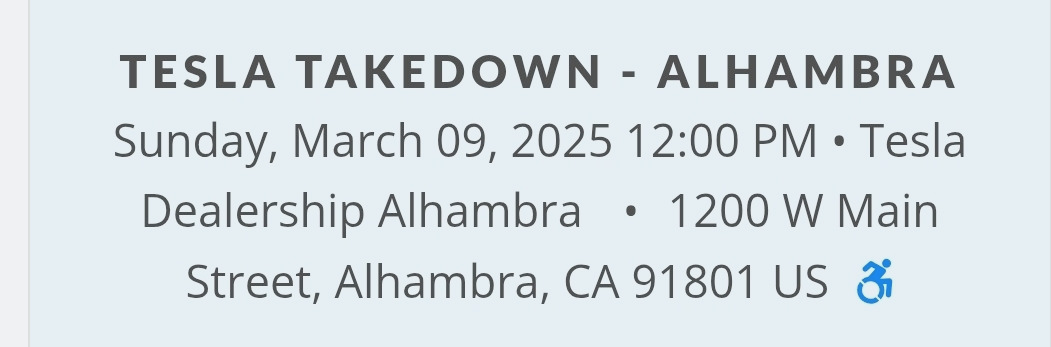 TESLA TAKEDOWN - ALHAMBRA
Sunday, March 09, 2025 12:00 PM • Tesla
Dealership Alhambra • 1200 W Main
Street, Alhambra, CA 91801 US